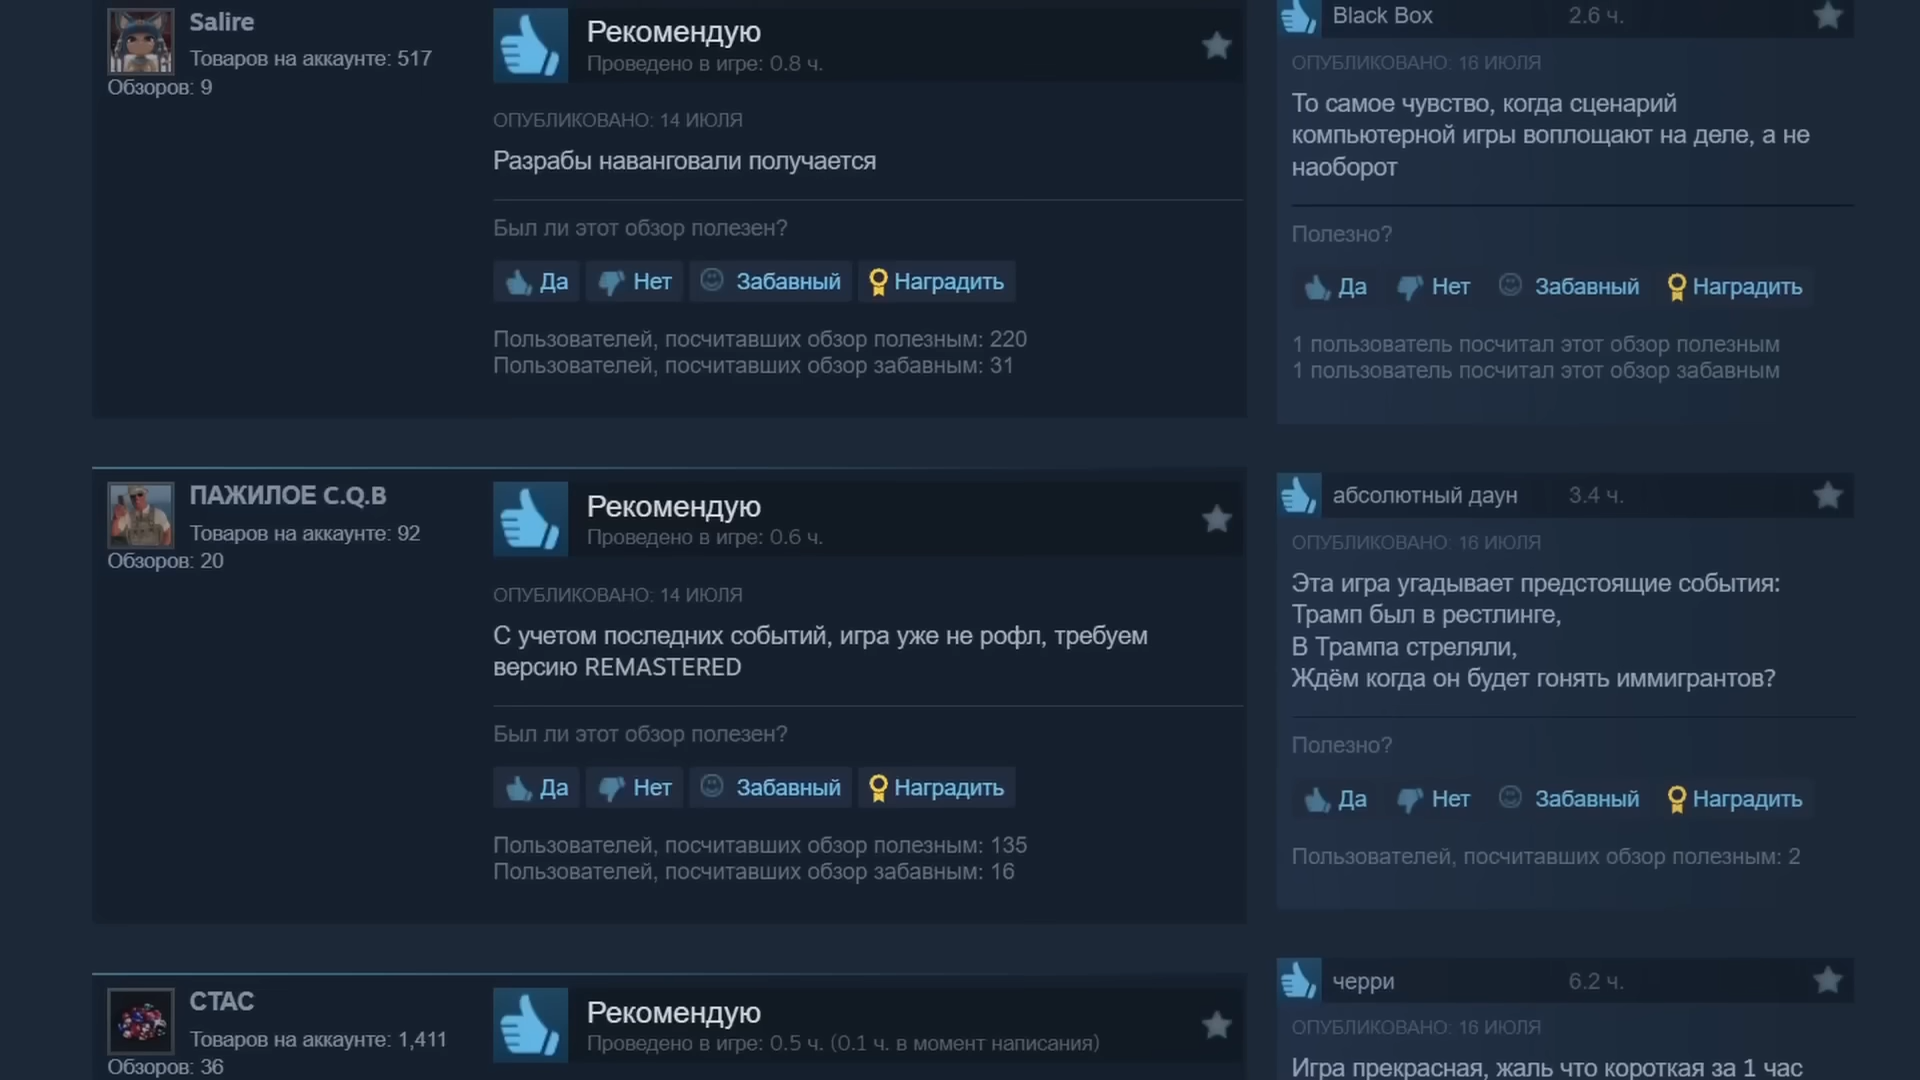 Salire
Товаров на аккаунте: 517
Обзоров: 9
Рекомендую
Проведено в игре: 0.8 ч.
ОПУБЛИКОВАНО: 14 ИЮЛЯ
Разрабы наванговали получается
Был ли этот обзор полезен?
Да Нет Забавный Наградить
Пользователей, посчитавших обзор полезным: 220
Пользователей, посчитавших обзор забавным: 31
ПАЖИЛОЕ C.Q.B
Товаров на аккаунте: 92
Обзоров: 20
Рекомендую
Проведено в игре: 0.6 ч.
ОПУБЛИКОВАНО: 14 ИЮЛЯ
С учетом последних событий, игра уже не рофл, требуем
версию REMASTERED
Был ли этот обзор полезен?
Да Нет Забавный Наградить
Пользователей, посчитавших обзор полезным: 135
Пользователей, посчитавших обзор забавным: 16
СТАС
Товаров на аккаунте: 1,411
Обзоров: 36
Рекомендую
Проведено в игре: 0.5 ч. (0.1 ч. в момент написания)
Black Box 2.6 ч.
ОПУБЛИКОВАНО: 16 ИЮЛЯ
То самое чувство, когда сценарий
компьютерной игры воплощают на деле, а не
наоборот
Полезно?
Да Нет Забавный Наградить
1 пользователь посчитал этот обзор полезным
1 пользователь посчитал этот обзор забавным
абсолютный даун 3.4 ч.
ОПУБЛИКОВАНО: 16 ИЮЛЯ
Эта игра угадывает предстоящие события:
Трамп был в рестлинге,
В Трампа стреляли,
Ждём когда он будет гонять иммигрантов?
Полезно?
Да Нет Забавный Наградить
Пользователей, посчитавших обзор полезным: 2
черри 6.2 ч.
ОПУБЛИКОВАНО: 16 ИЮЛЯ
Игра прекрасная, жаль что короткая за 1 час